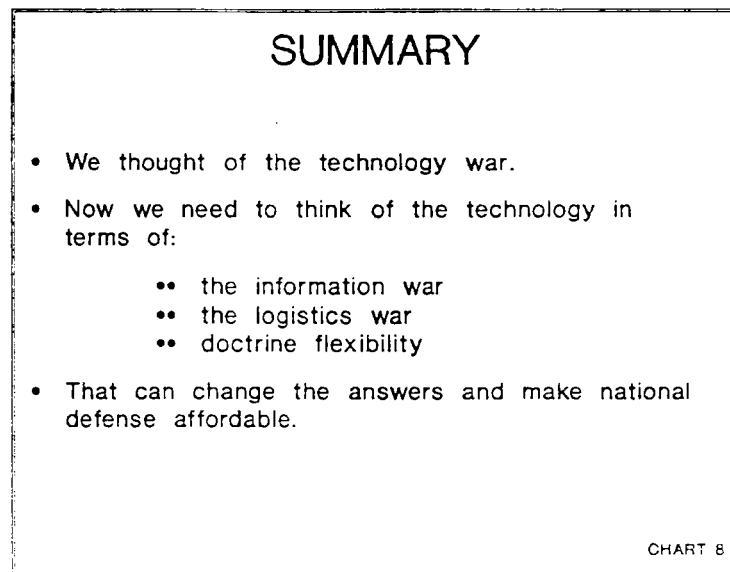 SUMMARY
• We thought of the technology war.
• Now we need to think of the technology in
terms of:
•• the information war
•• the logistics war
•• doctrine flexibility
• That can change the answers and make national
defense affordable.
CHART 8